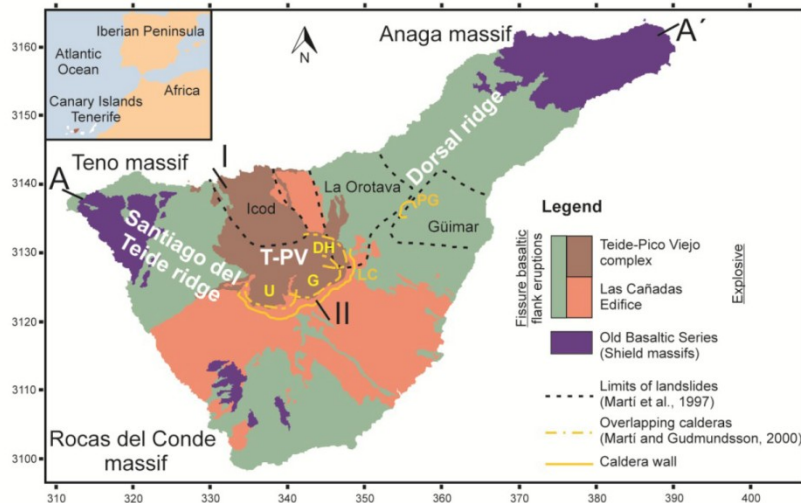 Iberian Peninsula
Atlantic
Ocean
Africa
Canary Islands
Tenerife
N
Anaga massif
A´
Teno massif
A
I
Icod
La Orotava
Dorsal ridge
PG
Güimar
Santiago del
Teide ridge
T-PV
DH
LC
U
G
II
Rocas del Conde
massif
Legend
Fissure basaltic
flank eruptions
Teide-Pico Viejo
complex
Las Cañadas
Edifice
Explosive
Old Basaltic Series
(Shield massifs)
Limits of landslides
(Martí et al., 1997)
Overlapping calderas
(Martí and Gudmundsson, 2000)
Caldera wall
3160
3150
3140
3130
3120
3110
3100
310 320 330 340 350 360 370 380 390 400